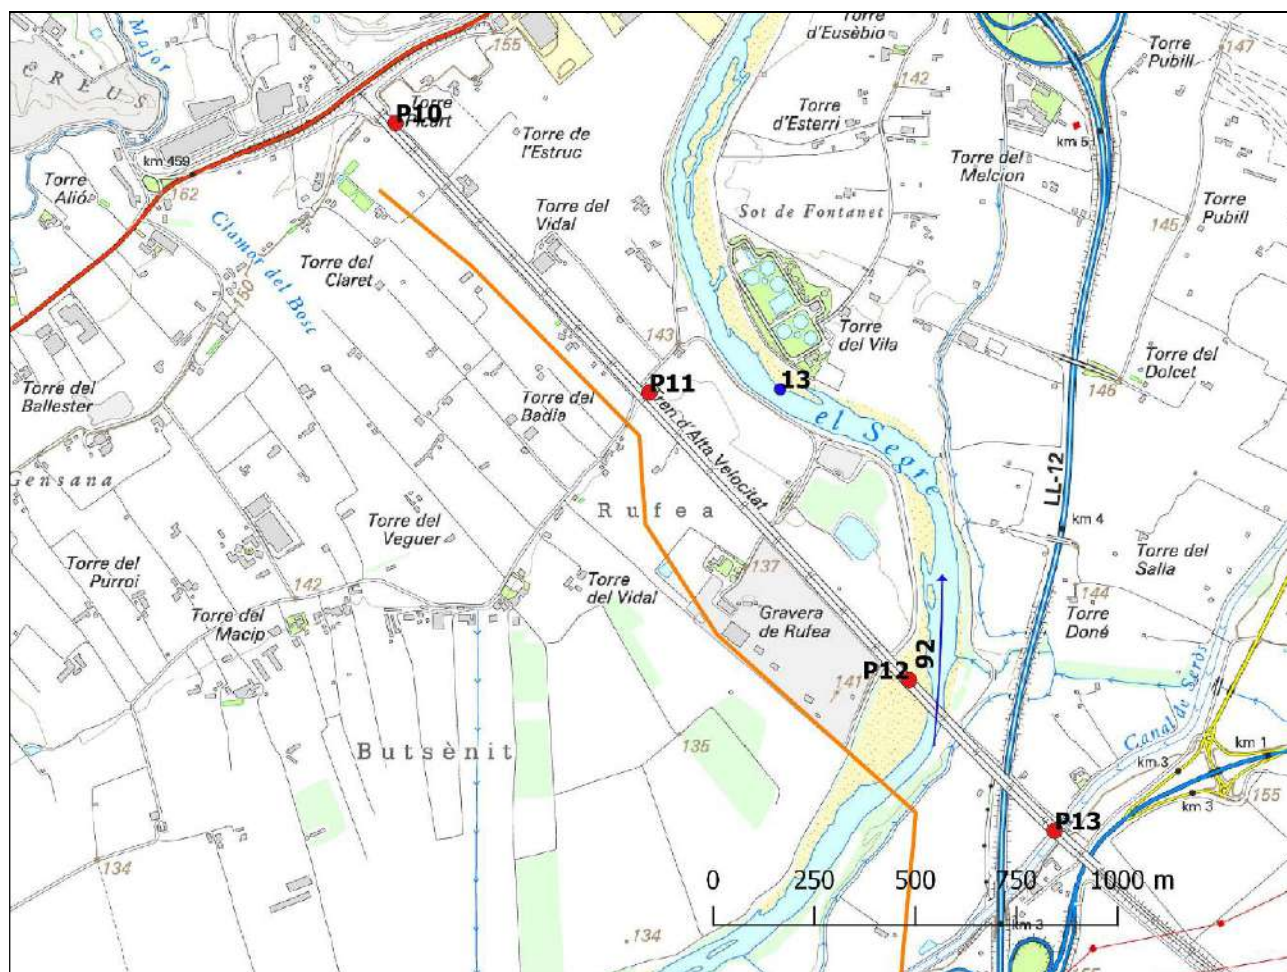 Major
155
Torre
d'Eusèbio
Torre
Pubill
147
CREUS
P10
Torre
Picart
142
Torre de
l'Estruc
Torre
d'Esterri
km 5
km 459
Torre
Alió
162
Torre del
Melcion
Clamor del Bosc
Torre del
Vidal
Sot de Fontanet
145
Torre
Pubill
Torre del
Claret
150
143
Torre
del Vila
Torre del
Ballester
P11
13
146
Torre del
Dolcet
Torre del
Badia
Tren d'Alta Velocitat
el Segre
LL-12
Gensana
Rufea
Torre del
Veguer
km 4
Torre del
Purroi
142
Torre
del Vidal
137
Torre del
Salla
144
Torre del
Macip
Gravera
de Rufea
Torre
Doné
92
P12
141
Canal de Seròs
135
Butsènit
km 1
km 3
km 3
155
P13
134
0 250 500 750 1000 m
134
km 3
155